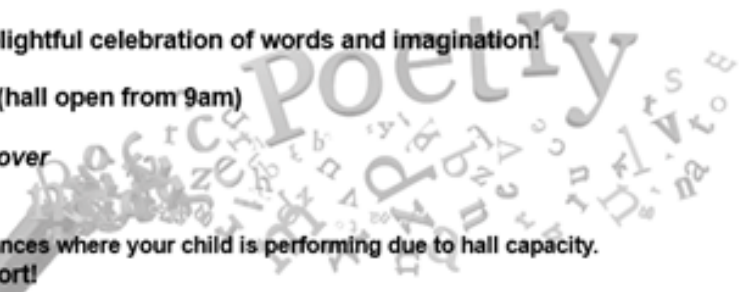 lightful celebration of words and imagination!
Poetry
(hall open from 9am)
over
nces where your child is performing due to hall capacity.
ort!